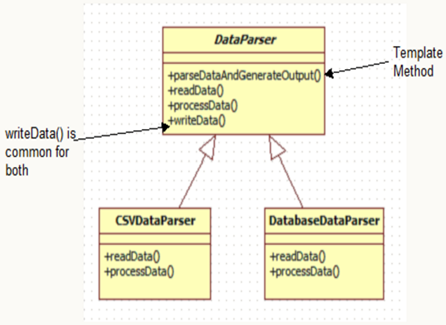 DataParser
+parseDataAndGenerateOutput()
+readData()
+processData()
+writeData()
Template
Method
writeData() is
common for
both
CSVDataParser
+readData()
+processData()
DatabaseDataParser
+readData()
+processData()